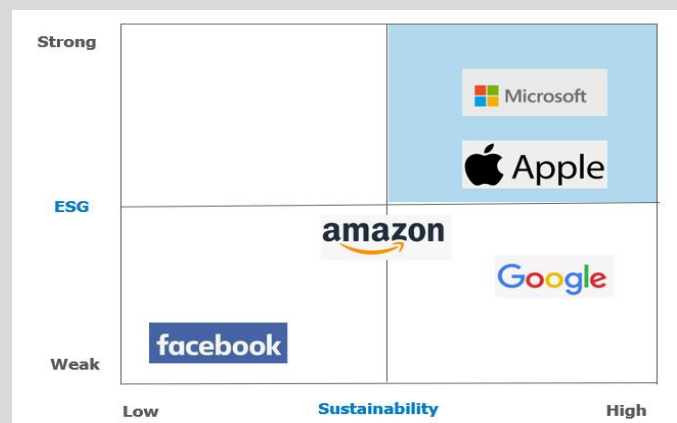 Strong
Microsoft
Apple
ESG
amazon
Google
facebook
Weak
Low
Sustainability
High